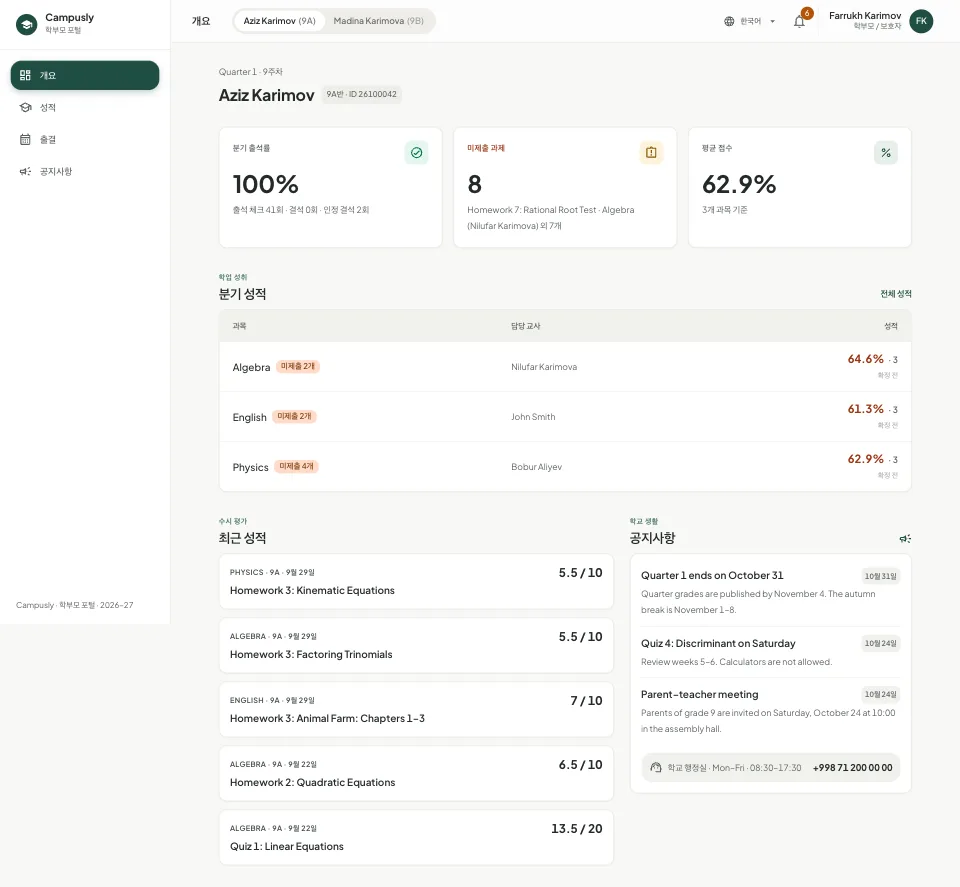 Campusly
학부모 포털
개요
Aziz Karimov (9A)
Madina Karimova (9B)
한국어
6
Farrukh Karimov
학부모 / 보호자
FK
개요
성적
출결
공지사항
Campusly · 학부모 포털 · 2026–27
Quarter 1 · 9주차
Aziz Karimov
9A반 · ID 26100042
분기 출석률
100%
출석 체크 41회 · 결석 0회 · 인정 결석 2회
미제출 과제
8
Homework 7: Rational Root Test · Algebra
(Nilufar Karimova) 외 7개
평균 점수
62.9%
3개 과목 기준
학업 성취
분기 성적
전체 성적
과목 담당 교사 성적
Algebra 미제출 2개 Nilufar Karimova 64.6% · 3
확정 전
English 미제출 2개 John Smith 61.3% · 3
확정 전
Physics 미제출 4개 Bobur Aliyev 62.9% · 3
확정 전
수시 평가
최근 성적
PHYSICS · 9A · 9월 29일
Homework 3: Kinematic Equations
5.5 / 10
ALGEBRA · 9A · 9월 29일
Homework 3: Factoring Trinomials
5.5 / 10
ENGLISH · 9A · 9월 29일
Homework 3: Animal Farm: Chapters 1–3
7 / 10
ALGEBRA · 9A · 9월 22일
Homework 2: Quadratic Equations
6.5 / 10
ALGEBRA · 9A · 9월 22일
Quiz 1: Linear Equations
13.5 / 20
학교 생활
공지사항
Quarter 1 ends on October 31
10월 31일
Quarter grades are published by November 4. The autumn
break is November 1–8.
Quiz 4: Discriminant on Saturday
10월 24일
Review weeks 5–6. Calculators are not allowed.
Parent–teacher meeting
10월 24일
Parents of grade 9 are invited on Saturday, October 24 at 10:00
in the assembly hall.
학교 행정실 · Mon–Fri · 08:30–17:30
+998 71 200 00 00